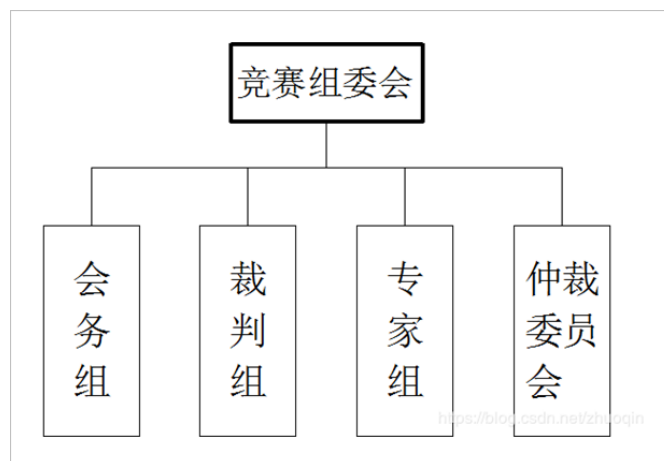 竞赛组委会
会务组
裁判组
专家组
仲裁委员会
https://blog.csdn.net/zhuoqin